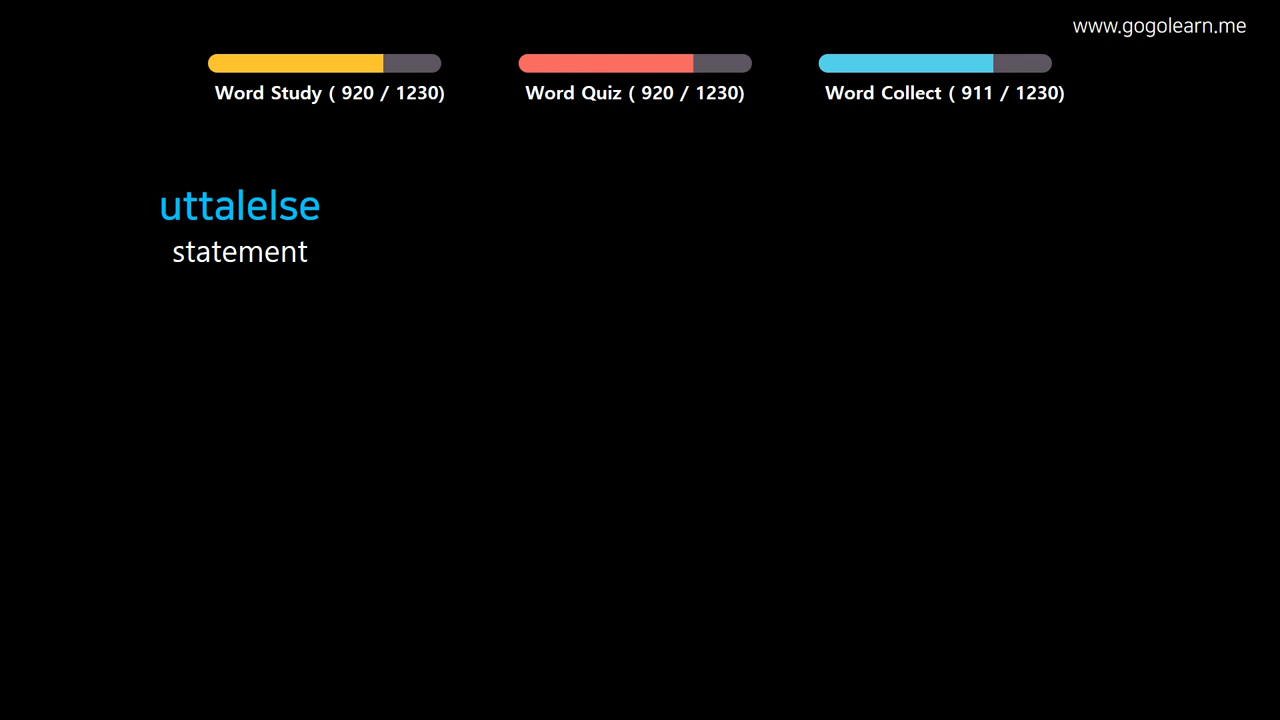 www.gogolearn.me
Word Study ( 920 / 1230)
Word Quiz ( 920 / 1230)
Word Collect ( 911 / 1230)
uttalelse
statement